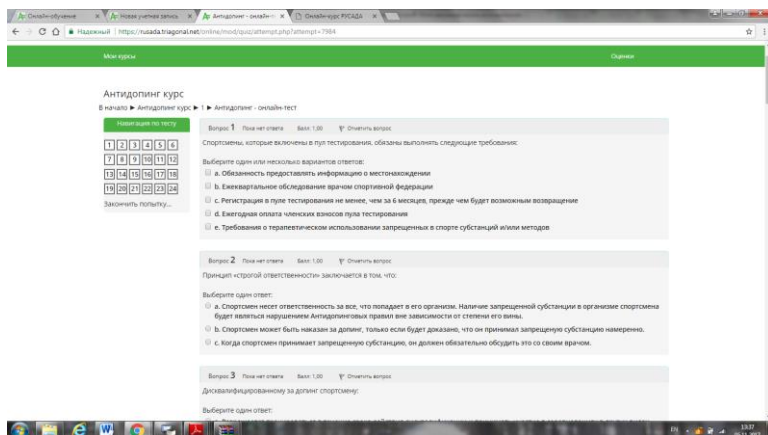 Онлайн-обучение
Новая учетная запись
Антидопинг - онлайн-т
Онлайн-курс РУСАДА
Надежный https://rusada.triagonal.net/online/mod/quiz/attempt.php?attempt=7984
Мои курсы
Оценки
Антидопинг курс
В начало ► Антидопинг курс ► 1 ► Антидопинг - онлайн-тест
Навигация по тесту
1 2 3 4 5 6
7 8 9 10 11 12
13 14 15 16 17 18
19 20 21 22 23 24
Закончить попытку...
Вопрос 1 Пока нет ответа Балл: 1,00 Отметить вопрос
Спортсмены, которые включены в пул тестирования, обязаны выполнять следующие требования:
Выберите один или несколько вариантов ответов:
a. Обязанность предоставлять информацию о местонахождении
b. Ежеквартальное обследование врачом спортивной федерации
c. Регистрация в пуле тестирования не менее, чем за 6 месяцев, прежде чем будет возможным возвращение
d. Ежегодная оплата членских взносов пула тестирования
e. Требования о терапевтическом использовании запрещенных в спорте субстанций и/или методов
Вопрос 2 Пока нет ответа Балл: 1,00 Отметить вопрос
Принцип «строгой ответственности» заключается в том, что:
Выберите один ответ:
a. Спортсмен несет ответственность за все, что попадает в его организм. Наличие запрещенной субстанции в организме спортсмена
будет являться нарушением Антидопинговых правил вне зависимости от степени его вины.
b. Спортсмен может быть наказан за допинг, только если будет доказано, что он принимал запрещенную субстанцию намеренно.
c. Когда спортсмен принимает запрещенную субстанцию, он должен обязательно обсудить это со своим врачом.
Вопрос 3 Пока нет ответа Балл: 1,00 Отметить вопрос
Дисквалифицированному за допинг спортсмену:
Выберите один ответ:
EN
13:37